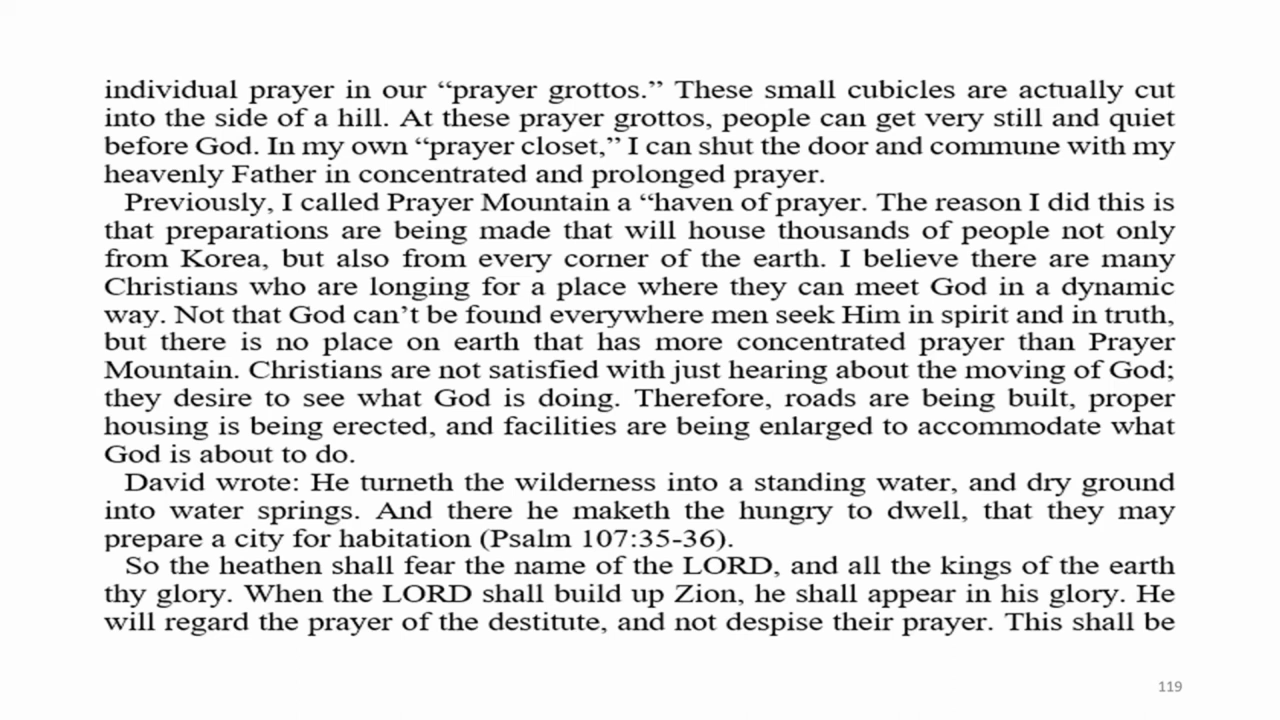 individual prayer in our “prayer grottos.” These small cubicles are actually cut
into the side of a hill. At these prayer grottos, people can get very still and quiet
before God. In my own “prayer closet,” I can shut the door and commune with my
heavenly Father in concentrated and prolonged prayer.
Previously, I called Prayer Mountain a “haven of prayer. The reason I did this is
that preparations are being made that will house thousands of people not only
from Korea, but also from every corner of the earth. I believe there are many
Christians who are longing for a place where they can meet God in a dynamic
way. Not that God can’t be found everywhere men seek Him in spirit and in truth,
but there is no place on earth that has more concentrated prayer than Prayer
Mountain. Christians are not satisfied with just hearing about the moving of God;
they desire to see what God is doing. Therefore, roads are being built, proper
housing is being erected, and facilities are being enlarged to accommodate what
God is about to do.
David wrote: He turneth the wilderness into a standing water, and dry ground
into water springs. And there he maketh the hungry to dwell, that they may
prepare a city for habitation (Psalm 107:35-36).
So the heathen shall fear the name of the LORD, and all the kings of the earth
thy glory. When the LORD shall build up Zion, he shall appear in his glory. He
will regard the prayer of the destitute, and not despise their prayer. This shall be
119